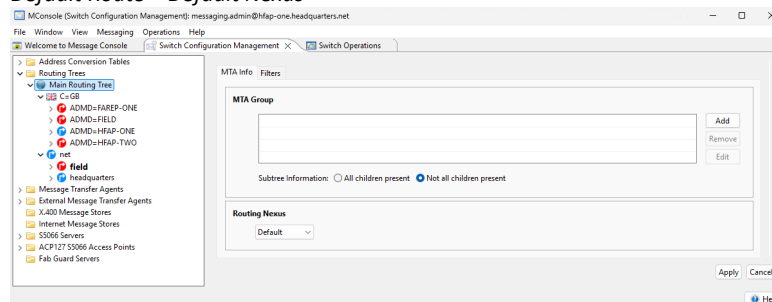 Default Route – Default Nexus
MConsole (Switch Configuration Management): messaging.admin@hfap-one.headquarters.net
File Window View Messaging Operations Help
Welcome to Message Console Switch Configuration Management Switch Operations
Address Conversion Tables
Routing Trees
Main Routing Tree
C=GB
ADMD=FAREP-ONE
ADMD=FIELD
ADMD=HFAP-ONE
ADMD=HFAP-TWO
net
field
headquarters
Message Transfer Agents
External Message Transfer Agents
X.400 Message Stores
Internet Message Stores
S5066 Servers
ACP127 S5066 Access Points
Fab Guard Servers
MTA Info Filters
MTA Group
Add
Remove
Edit
Subtree Information: All children present Not all children present
Routing Nexus
Default
Apply Cancel
He